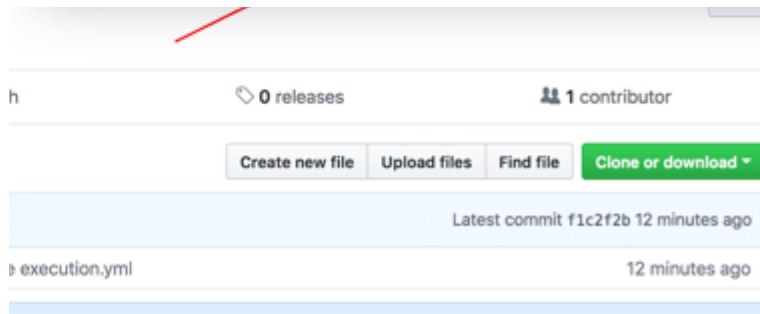 h 0 releases 1 contributor
Create new file Upload files Find file Clone or download
Latest commit f1c2f2b 12 minutes ago
execution.yml 12 minutes ago